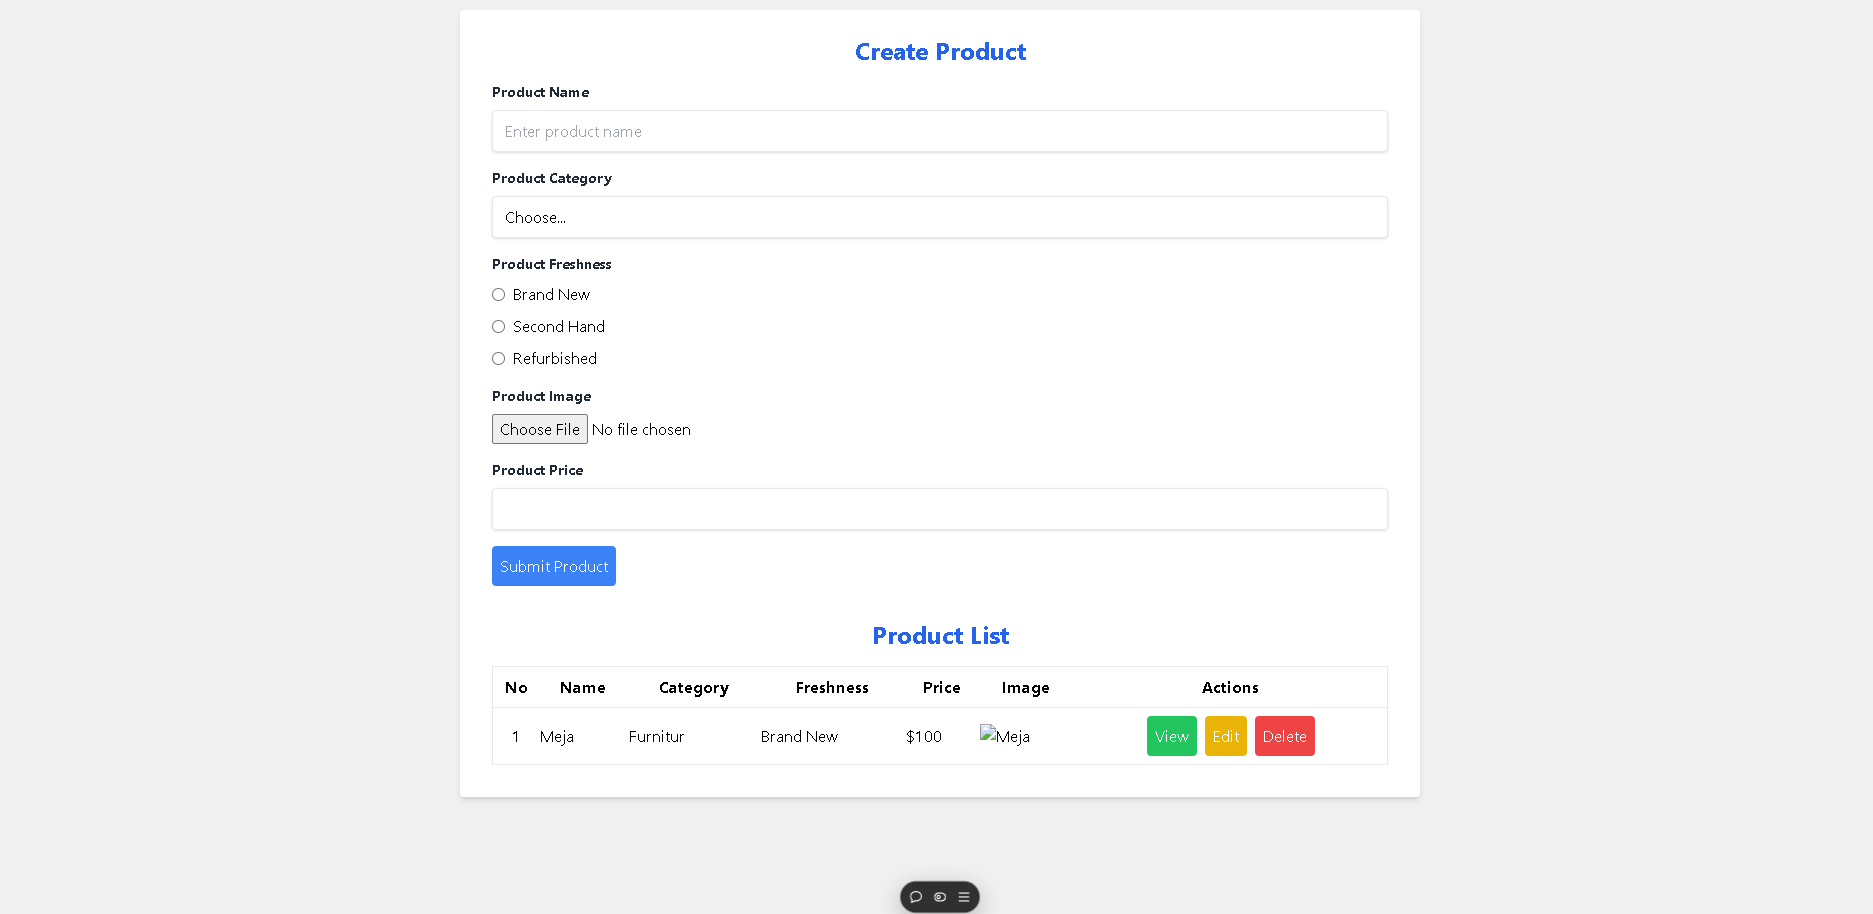 Create Product
Product Name
Enter product name
Product Category
Choose...
Product Freshness
Brand New
Second Hand
Refurbished
Product Image
Choose File No file chosen
Product Price
Submit Product
Product List
No Name Category Freshness Price Image Actions
1 Meja Furnitur Brand New $100 Meja View Edit Delete